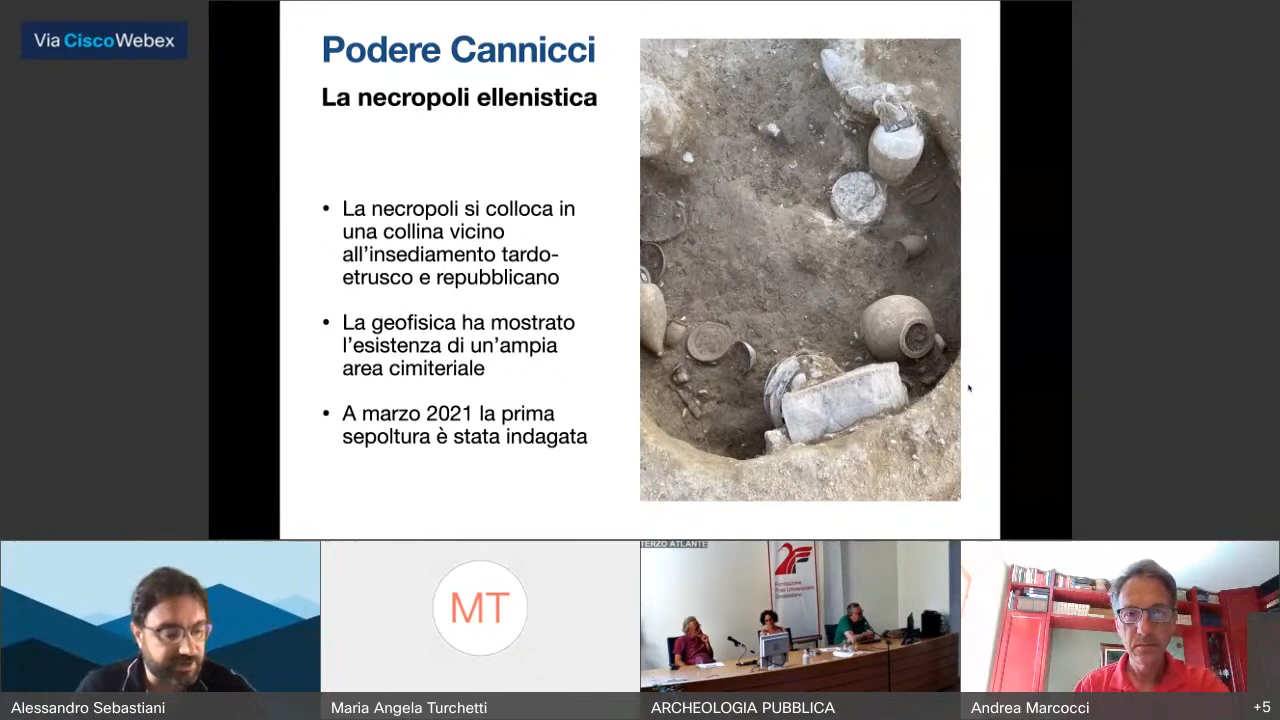 Via Cisco Webex
Podere Cannicci
La necropoli ellenistica
• La necropoli si colloca in
una collina vicino
all’insediamento tardo-
etrusco e repubblicano
• La geofisica ha mostrato
l’esistenza di un’ampia
area cimiteriale
• A marzo 2021 la prima
sepoltura è stata indagata
MT
TERZO ATLANTE
Fondazione
Polo Universitario
Grossetano
Alessandro Sebastiani
Maria Angela Turchetti
ARCHEOLOGIA PUBBLICA
Andrea Marcocci
+5